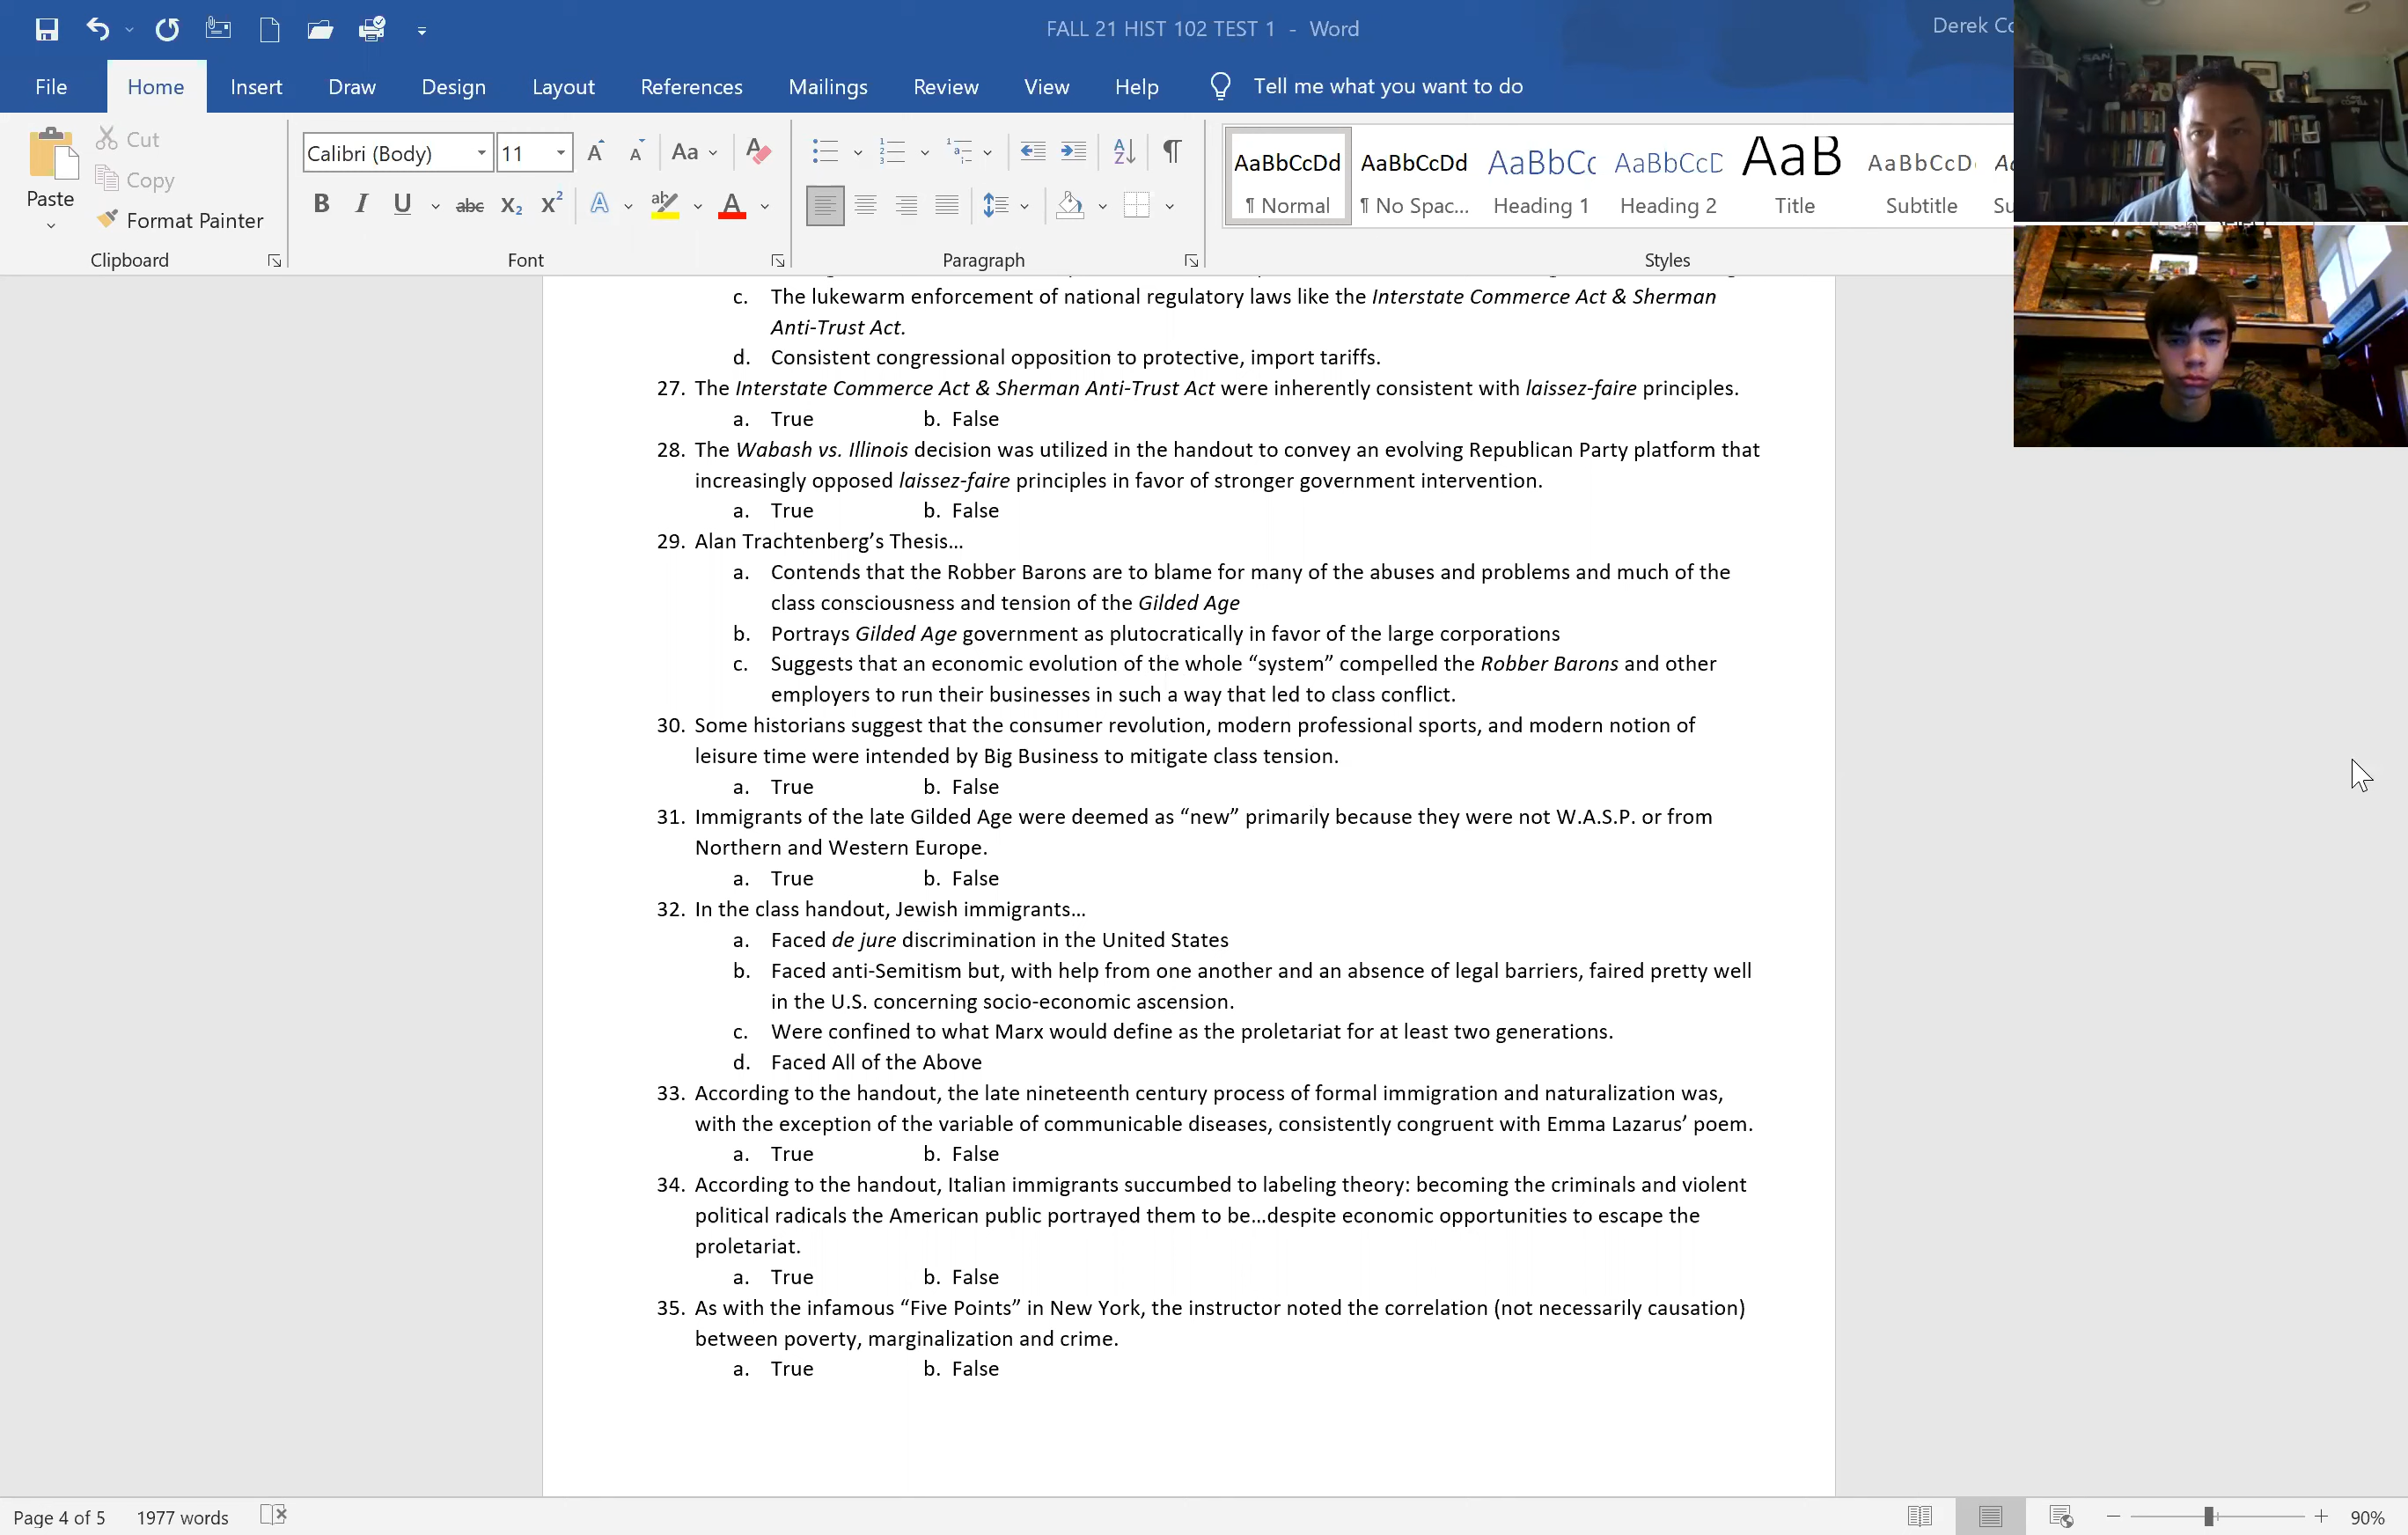 FALL 21 HIST 102 TEST 1 - Word
Derek
File Home Insert Draw Design Layout References Mailings Review View Help Tell me what you want to do
Paste
Cut
Copy
Format Painter
Clipboard
Calibri (Body) 11
Font
Paragraph
AaBbCcDd AaBbCcDd AaBbCc AaBbCcD AaB AaBbCcD
¶ Normal ¶ No Spac... Heading 1 Heading 2 Title Subtitle Su
Styles
c. The lukewarm enforcement of national regulatory laws like the Interstate Commerce Act & Sherman
Anti-Trust Act.
d. Consistent congressional opposition to protective, import tariffs.
27. The Interstate Commerce Act & Sherman Anti-Trust Act were inherently consistent with laissez-faire principles.
a. True b. False
28. The Wabash vs. Illinois decision was utilized in the handout to convey an evolving Republican Party platform that
increasingly opposed laissez-faire principles in favor of stronger government intervention.
a. True b. False
29. Alan Trachtenberg’s Thesis…
a. Contends that the Robber Barons are to blame for many of the abuses and problems and much of the
class consciousness and tension of the Gilded Age
b. Portrays Gilded Age government as plutocratically in favor of the large corporations
c. Suggests that an economic evolution of the whole “system” compelled the Robber Barons and other
employers to run their businesses in such a way that led to class conflict.
30. Some historians suggest that the consumer revolution, modern professional sports, and modern notion of
leisure time were intended by Big Business to mitigate class tension.
a. True b. False
31. Immigrants of the late Gilded Age were deemed as “new” primarily because they were not W.A.S.P. or from
Northern and Western Europe.
a. True b. False
32. In the class handout, Jewish immigrants…
a. Faced de jure discrimination in the United States
b. Faced anti-Semitism but, with help from one another and an absence of legal barriers, faired pretty well
in the U.S. concerning socio-economic ascension.
c. Were confined to what Marx would define as the proletariat for at least two generations.
d. Faced All of the Above
33. According to the handout, the late nineteenth century process of formal immigration and naturalization was,
with the exception of the variable of communicable diseases, consistently congruent with Emma Lazarus’ poem.
a. True b. False
34. According to the handout, Italian immigrants succumbed to labeling theory: becoming the criminals and violent
political radicals the American public portrayed them to be…despite economic opportunities to escape the
proletariat.
a. True b. False
35. As with the infamous “Five Points” in New York, the instructor noted the correlation (not necessarily causation)
between poverty, marginalization and crime.
a. True b. False
Page 4 of 5 1977 words 90%